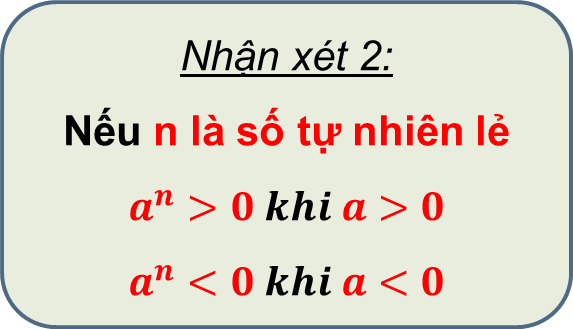 Nhận xét 2:
Nếu n là số tự nhiên lẻ
aⁿ > 0 khi a > 0
aⁿ < 0 khi a < 0